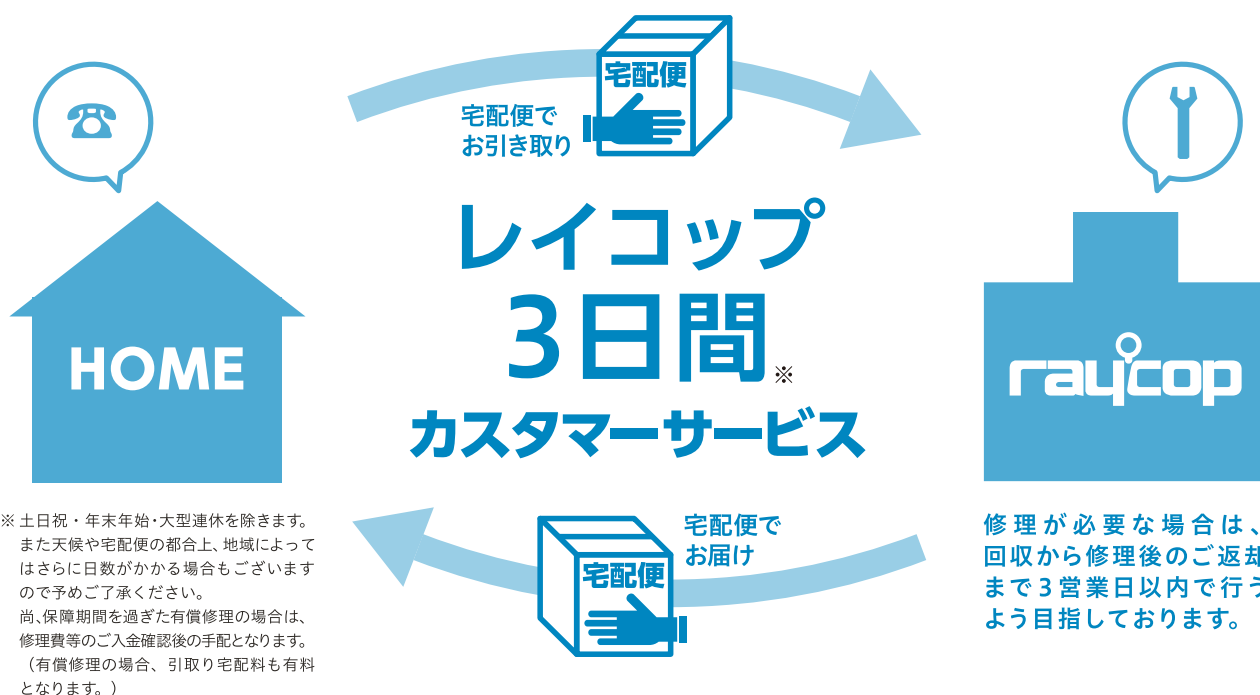 宅配便
宅配便で
お引き取り
レイコップ
3日間※
カスタマーサービス
HOME
raycop
宅配便で
お届け
宅配便
※土日祝・年末年始・大型連休を除きます。
また天候や宅配便の都合上、地域によって
はさらに日数がかかる場合もございます
ので予めご了承ください。
尚、保障期間を過ぎた有償修理の場合は、
修理費等のご入金確認後の手配となります。
（有償修理の場合、引取り宅配料も有料
となります。）
修理が必要な場合は、
回収から修理後のご返却
まで3営業日以内で行う
よう目指しております。